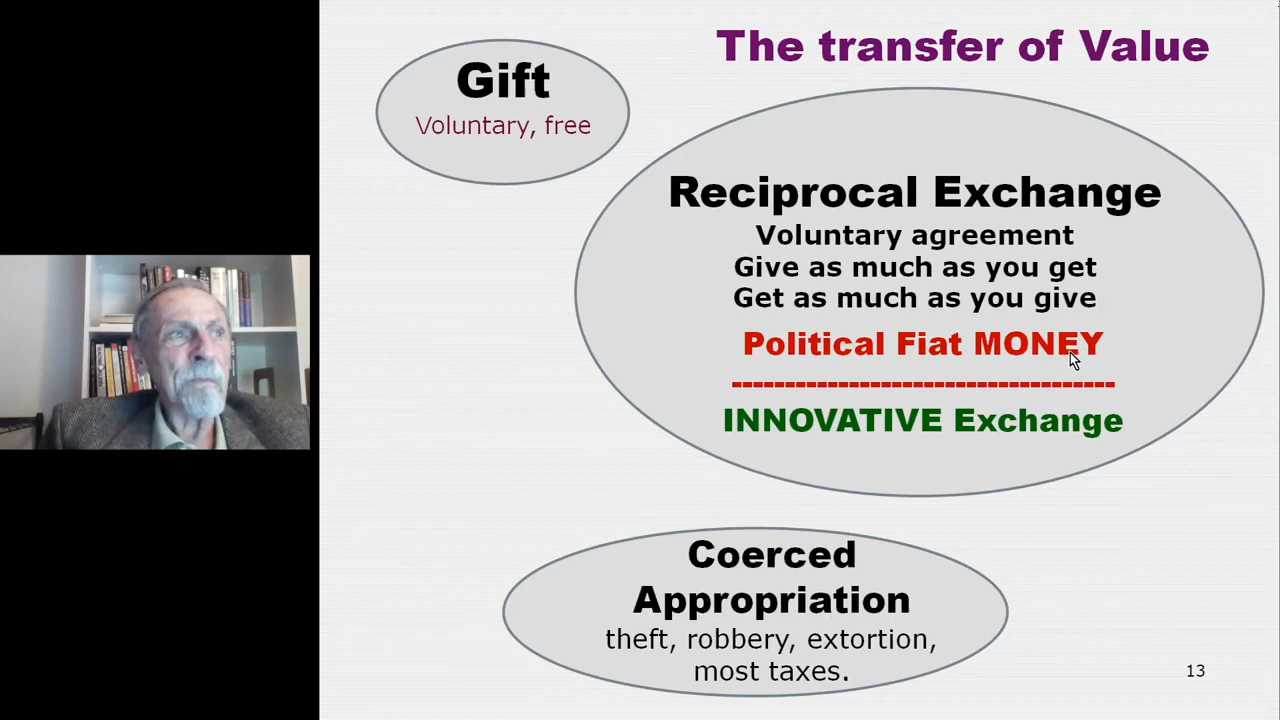 The transfer of Value
Gift
Voluntary, free
Reciprocal Exchange
Voluntary agreement
Give as much as you get
Get as much as you give
Political Fiat MONEY
------------------------------------
INNOVATIVE Exchange
Coerced
Appropriation
theft, robbery, extortion,
most taxes.
13